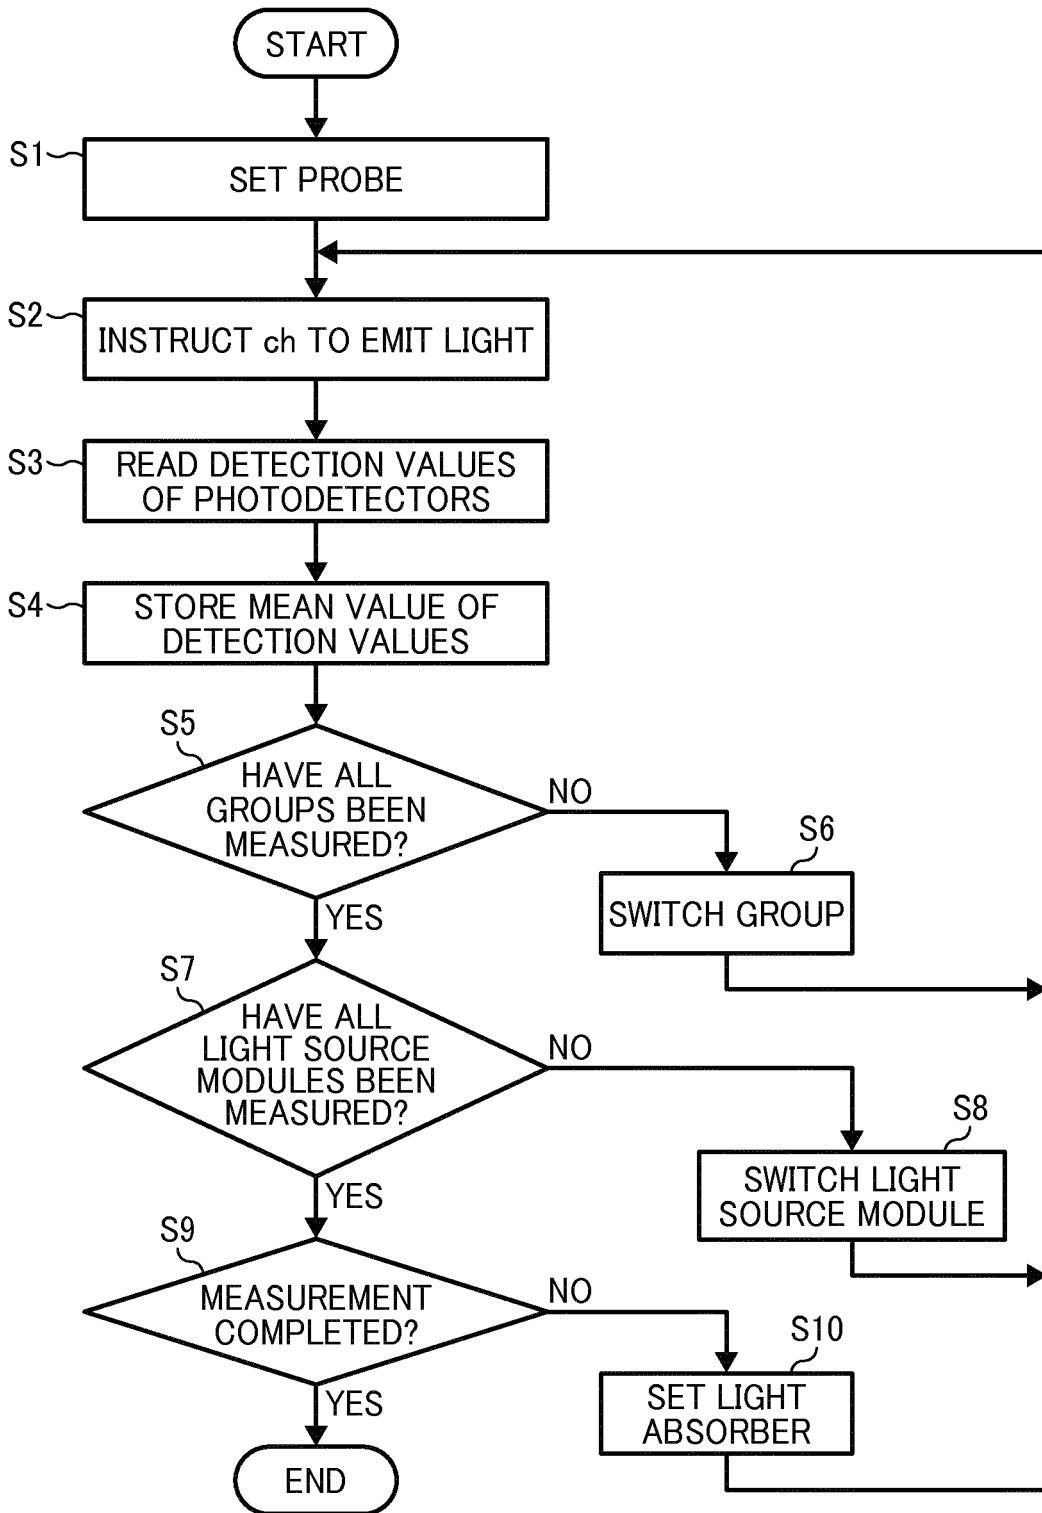 START
S1
SET PROBE
S2
INSTRUCT ch TO EMIT LIGHT
S3
READ DETECTION VALUES
OF PHOTODETECTORS
S4
STORE MEAN VALUE OF
DETECTION VALUES
S5
HAVE ALL
GROUPS BEEN
MEASURED?
NO
S6
SWITCH GROUP
YES
S7
HAVE ALL
LIGHT SOURCE
MODULES BEEN
MEASURED?
NO
S8
SWITCH LIGHT
SOURCE MODULE
YES
S9
MEASUREMENT
COMPLETED?
NO
S10
SET LIGHT
ABSORBER
YES
END